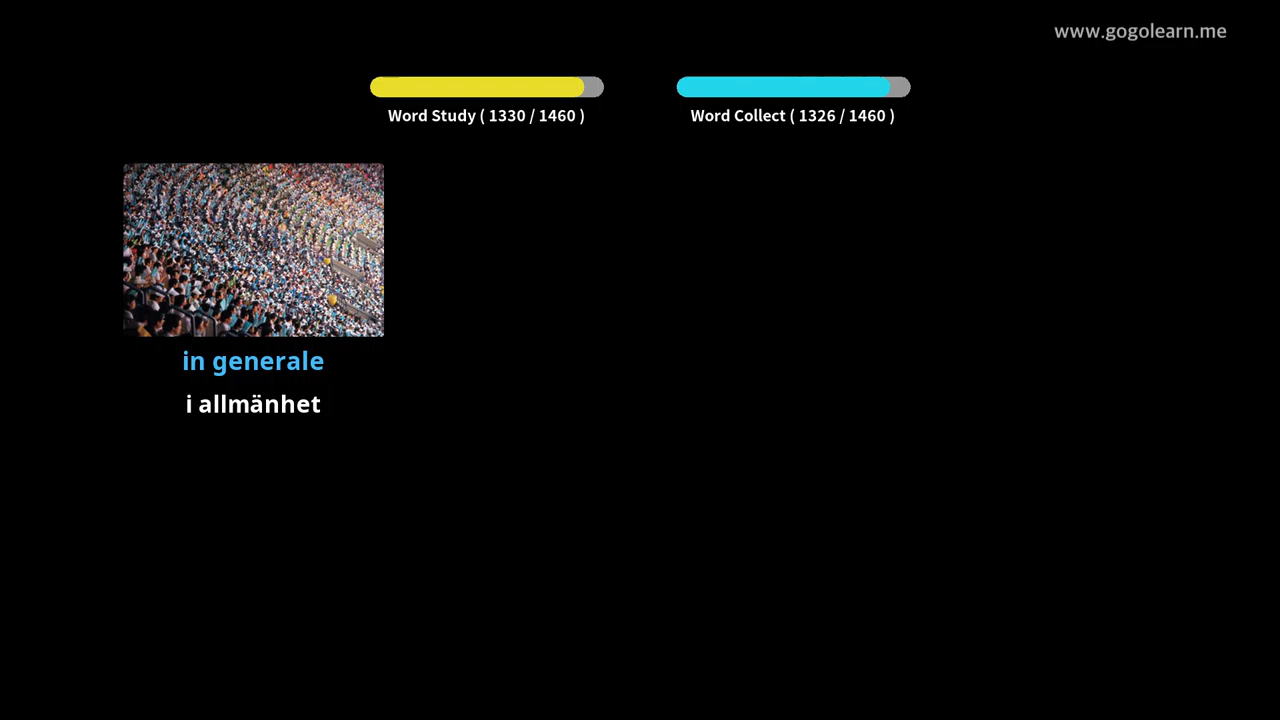 www.gogolearn.me
Word Study ( 1330 / 1460 )
Word Collect ( 1326 / 1460 )
in generale
i allmänhet